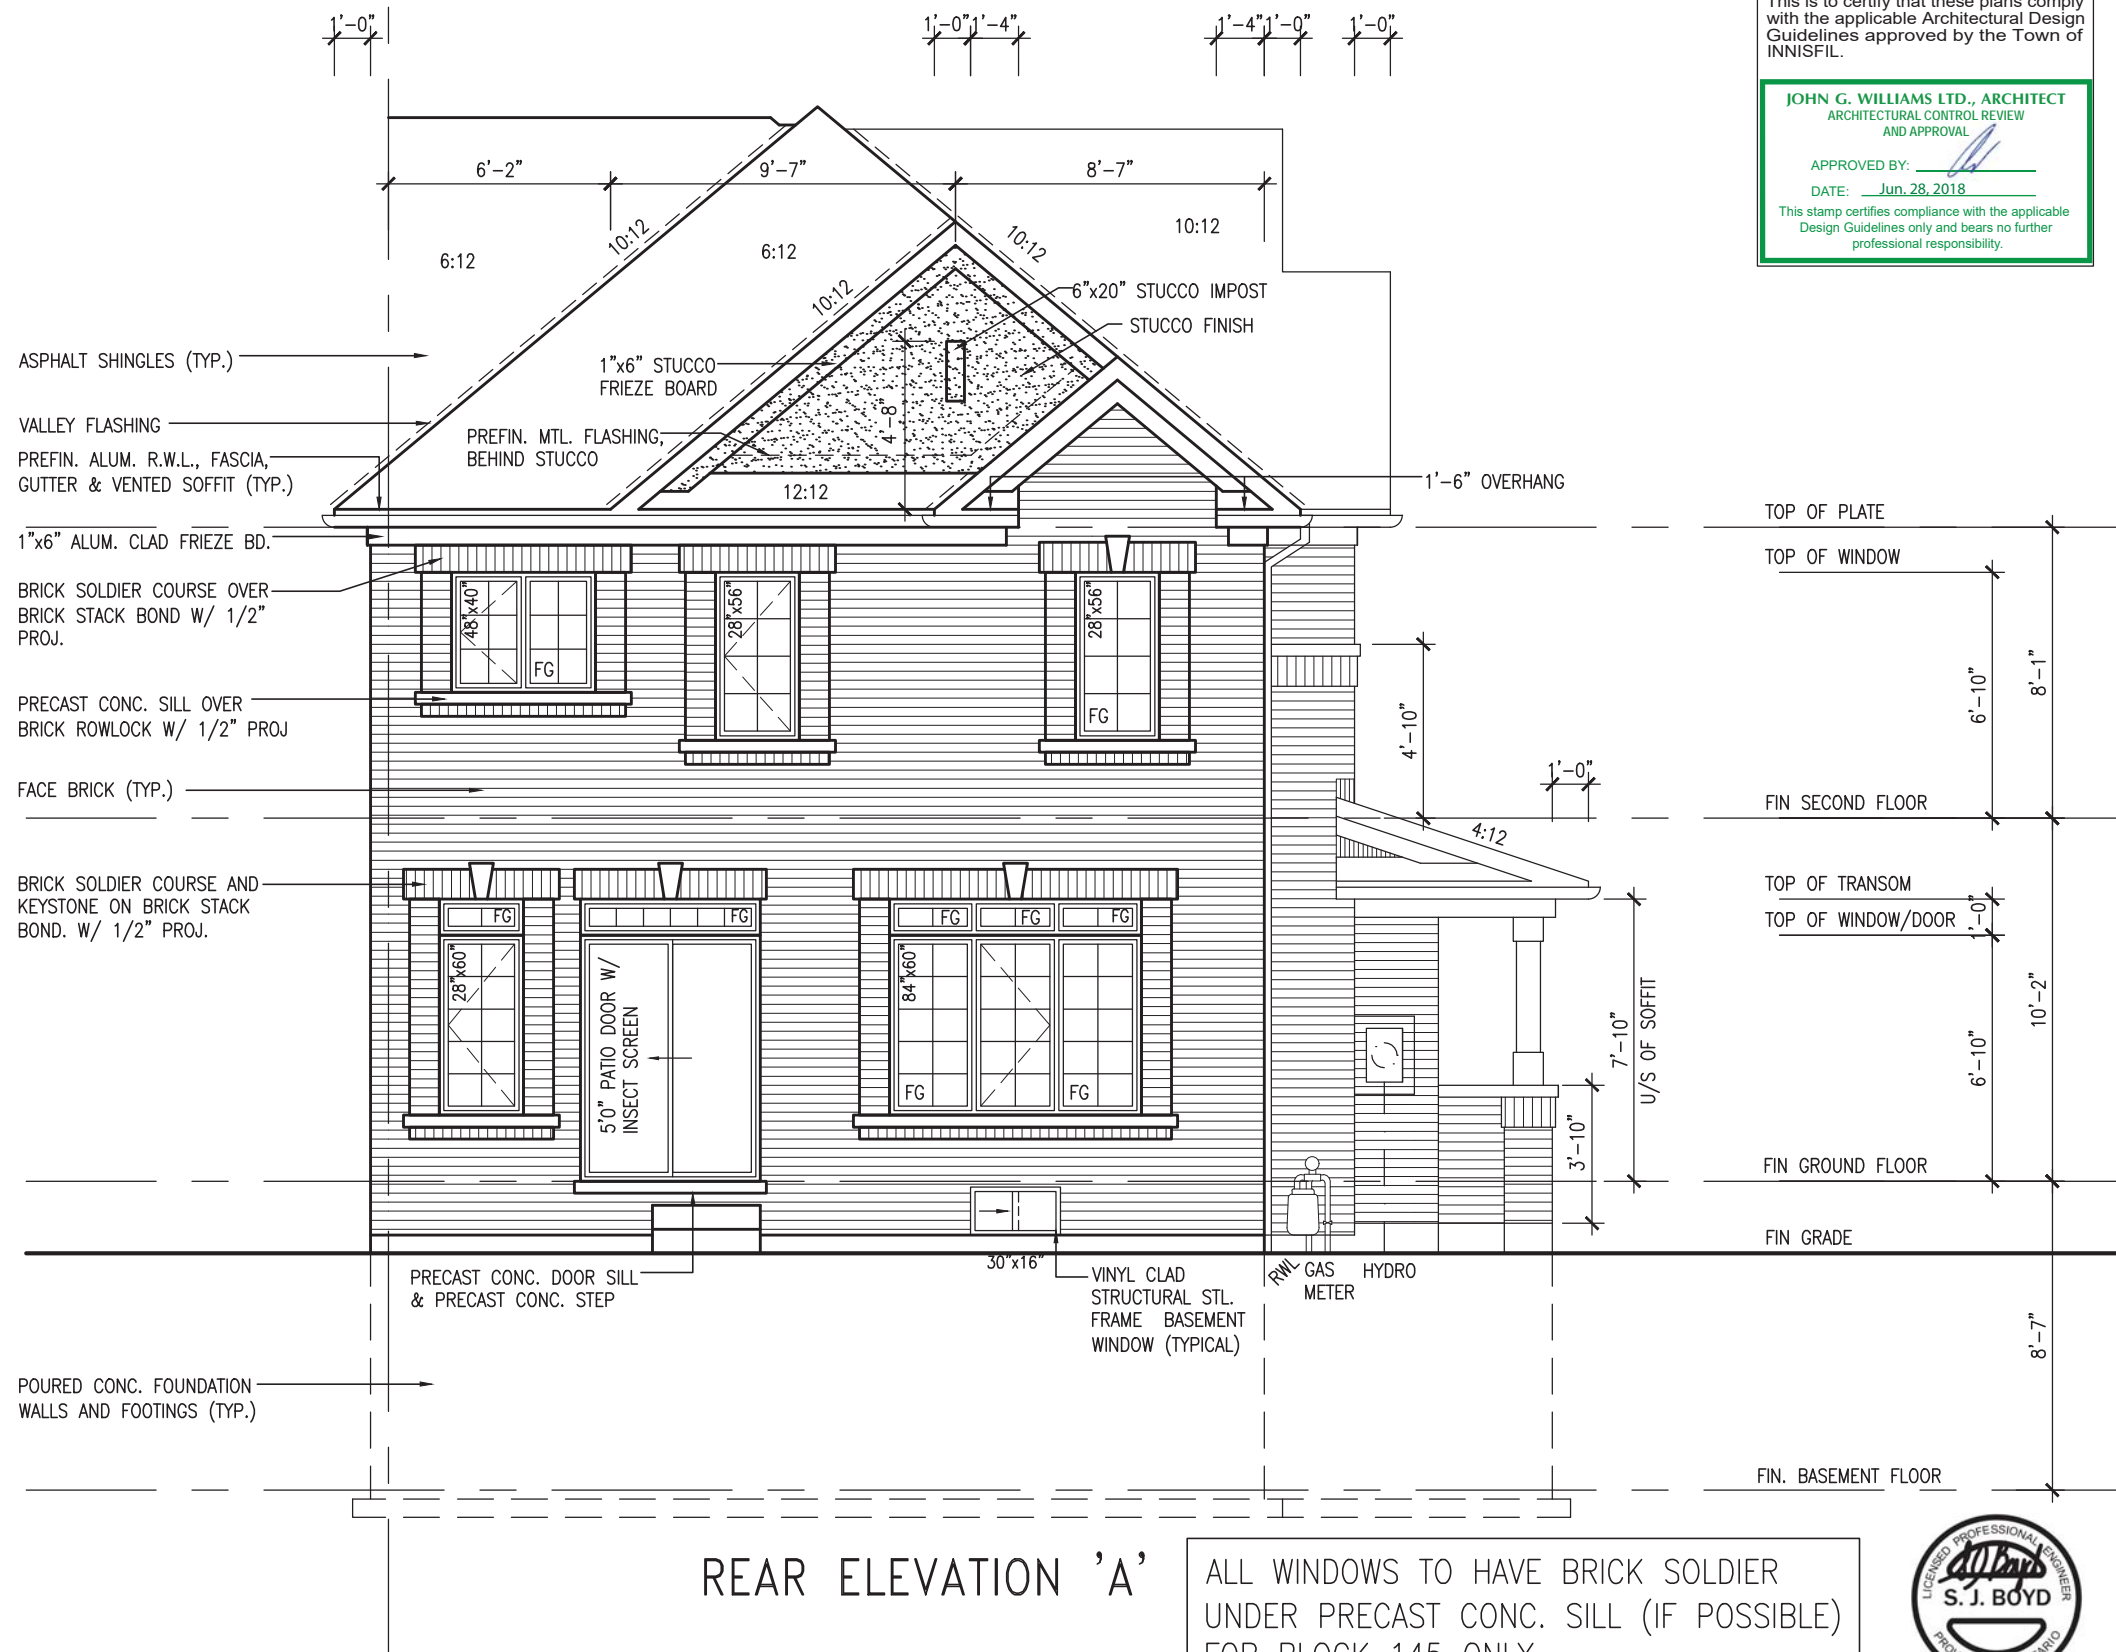 This is to certify that these plans comply
with the applicable Architectural Design
Guidelines approved by the Town of
INNISFIL.
JOHN G. WILLIAMS LTD., ARCHITECT
ARCHITECTURAL CONTROL REVIEW
AND APPROVAL
APPROVED BY:
DATE: Jun. 28, 2018
This stamp certifies compliance with the applicable
Design Guidelines only and bears no further
professional responsibility.
1'-0"
1'-0"
1'-4"
1'-4"
1'-0"
1'-0"
6'-2"
9'-7"
8'-7"
6:12
10:12
6:12
10:12
10:12
10:12
6"x20" STUCCO IMPOST
STUCCO FINISH
1"x6" STUCCO
FRIEZE BOARD
PREFIN. MTL. FLASHING,
BEHIND STUCCO
4'-8"
12:12
1'-6" OVERHANG
ASPHALT SHINGLES (TYP.)
VALLEY FLASHING
PREFIN. ALUM. R.W.L., FASCIA,
GUTTER & VENTED SOFFIT (TYP.)
1"x6" ALUM. CLAD FRIEZE BD.
BRICK SOLDIER COURSE OVER
BRICK STACK BOND W/ 1/2"
PROJ.
PRECAST CONC. SILL OVER
BRICK ROWLOCK W/ 1/2" PROJ
FACE BRICK (TYP.)
BRICK SOLDIER COURSE AND
KEYSTONE ON BRICK STACK
BOND. W/ 1/2" PROJ.
POURED CONC. FOUNDATION
WALLS AND FOOTINGS (TYP.)
48"x40"
FG
28"x56"
28"x56"
FG
FG
28"x60"
FG
5'0" PATIO DOOR W/
INSECT SCREEN
FG
FG
FG
84"x60"
FG
FG
PRECAST CONC. DOOR SILL
& PRECAST CONC. STEP
30"x16"
VINYL CLAD
STRUCTURAL STL.
FRAME BASEMENT
WINDOW (TYPICAL)
RWL
GAS
METER
HYDRO
4'-10"
1'-0"
4:12
7'-10"
U/S OF SOFFIT
3'-10"
TOP OF PLATE
TOP OF WINDOW
6'-10"
8'-1"
FIN SECOND FLOOR
TOP OF TRANSOM
TOP OF WINDOW/DOOR
1'-0"
10'-2"
6'-10"
FIN GROUND FLOOR
FIN GRADE
8'-7"
FIN. BASEMENT FLOOR
REAR ELEVATION 'A'
ALL WINDOWS TO HAVE BRICK SOLDIER
UNDER PRECAST CONC. SILL (IF POSSIBLE)
FOR BLOCK 145 ONLY
LICENSED PROFESSIONAL ENGINEER
S. J. BOYD